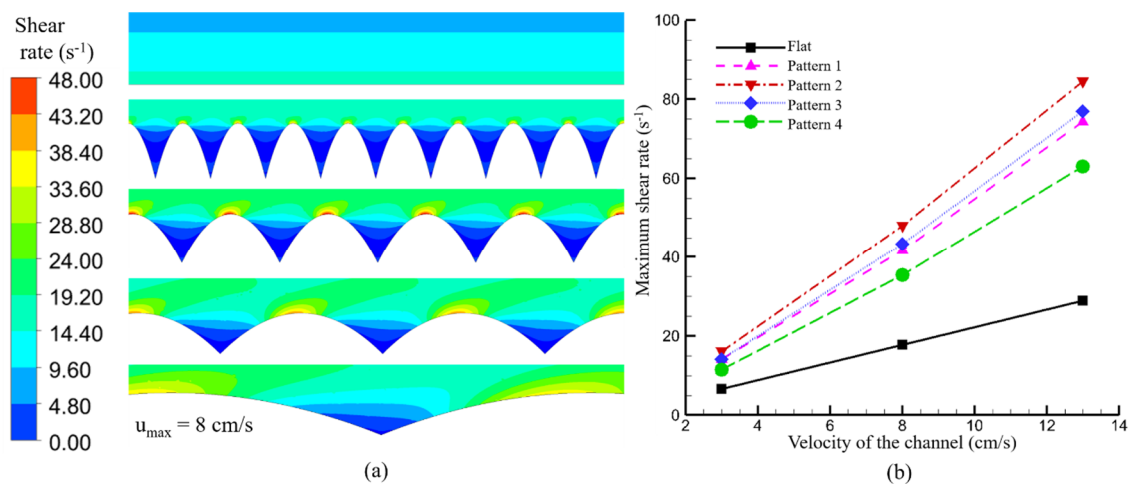 Shear
rate (s-1)
48.00
43.20
38.40
33.60
28.80
24.00
19.20
14.40
9.60
4.80
0.00
umax = 8 cm/s
(a)
100
80
60
40
20
0
Maximum shear rate (s-1)
Flat
Pattern 1
Pattern 2
Pattern 3
Pattern 4
2 4 6 8 10 12 14
Velocity of the channel (cm/s)
(b)